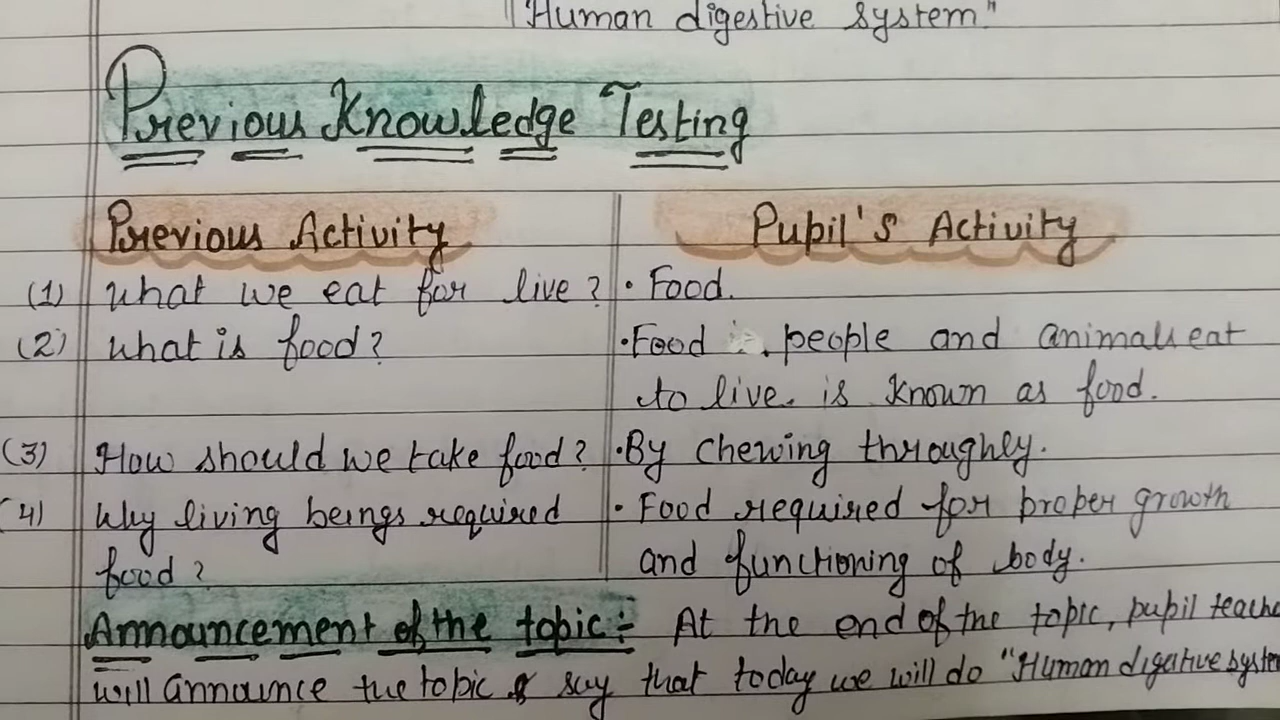 "Human digestive system"
Previous Knowledge Testing
Previous Activity Pupil's Activity
(1) What we eat for live? • Food.
(2) What is food? • Food people and animals eat
to live. is known as food.
(3) How should we take food? • By chewing throughly.
(4) Why living beings required • Food required for proper growth
food? and functioning of body.
Announcement of the topic:- At the end of the topic, pupil teache
will announce the topic & say that today we will do "Human digative system